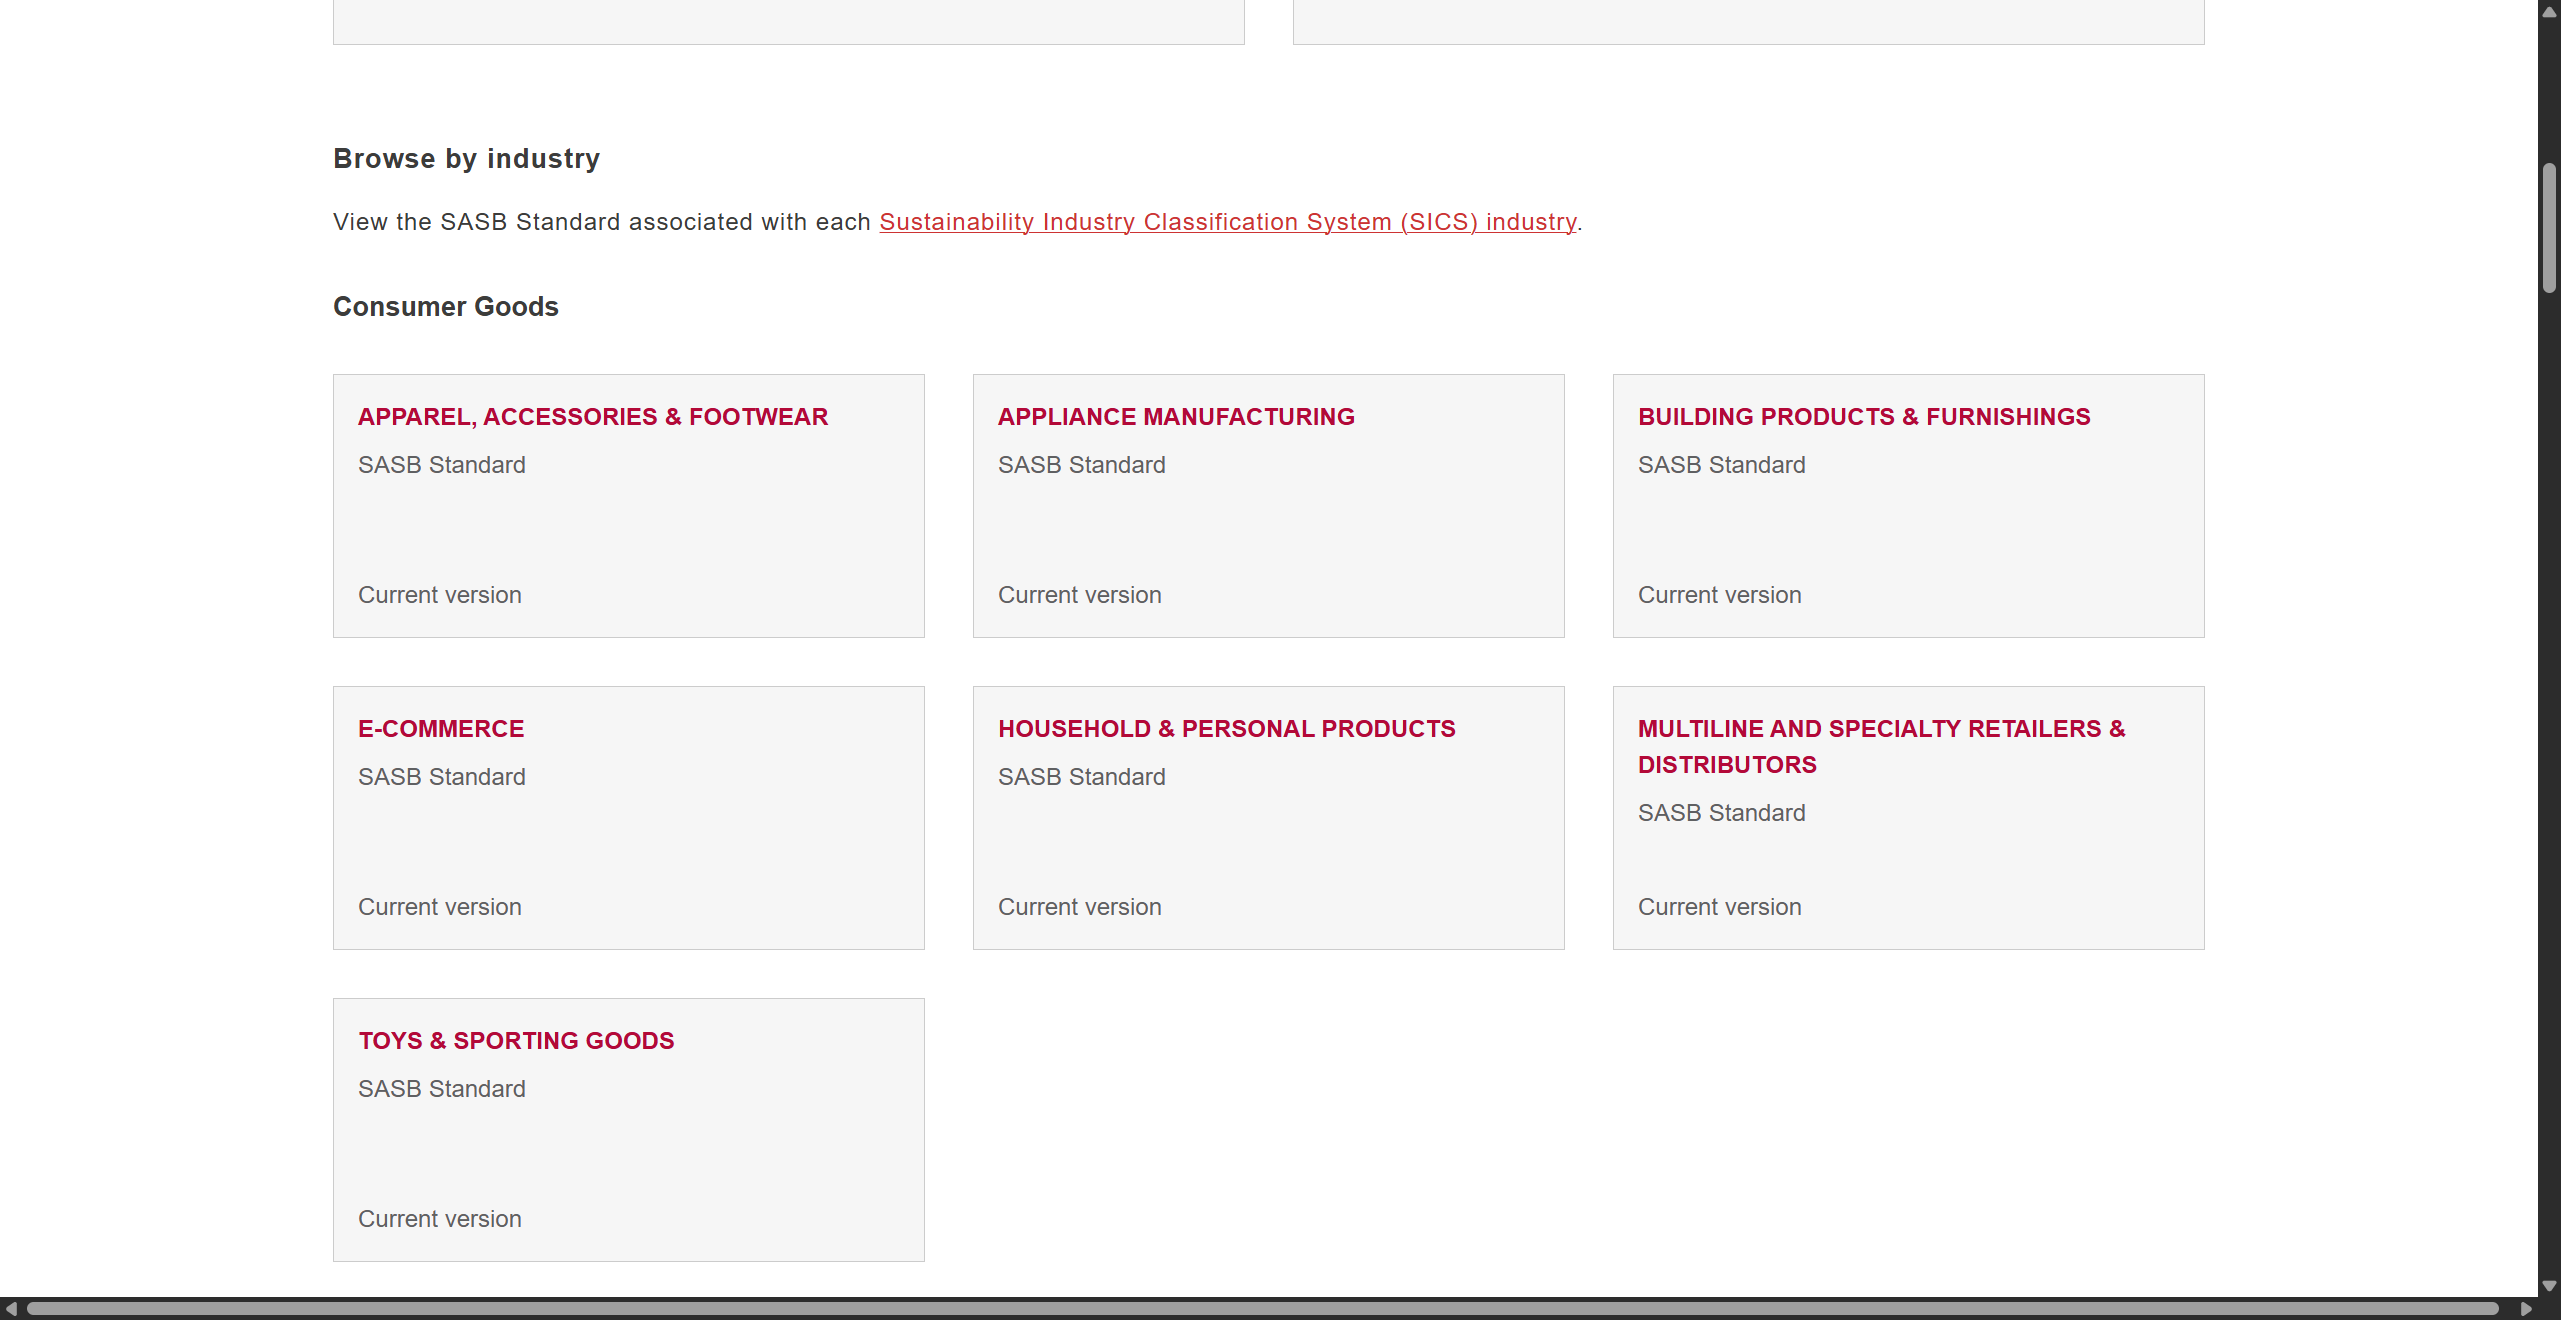 Browse by industry
View the SASB Standard associated with each Sustainability Industry Classification System (SICS) industry.
Consumer Goods
APPAREL, ACCESSORIES & FOOTWEAR
SASB Standard
Current version
APPLIANCE MANUFACTURING
SASB Standard
Current version
BUILDING PRODUCTS & FURNISHINGS
SASB Standard
Current version
E-COMMERCE
SASB Standard
Current version
HOUSEHOLD & PERSONAL PRODUCTS
SASB Standard
Current version
MULTILINE AND SPECIALTY RETAILERS &
DISTRIBUTORS
SASB Standard
Current version
TOYS & SPORTING GOODS
SASB Standard
Current version